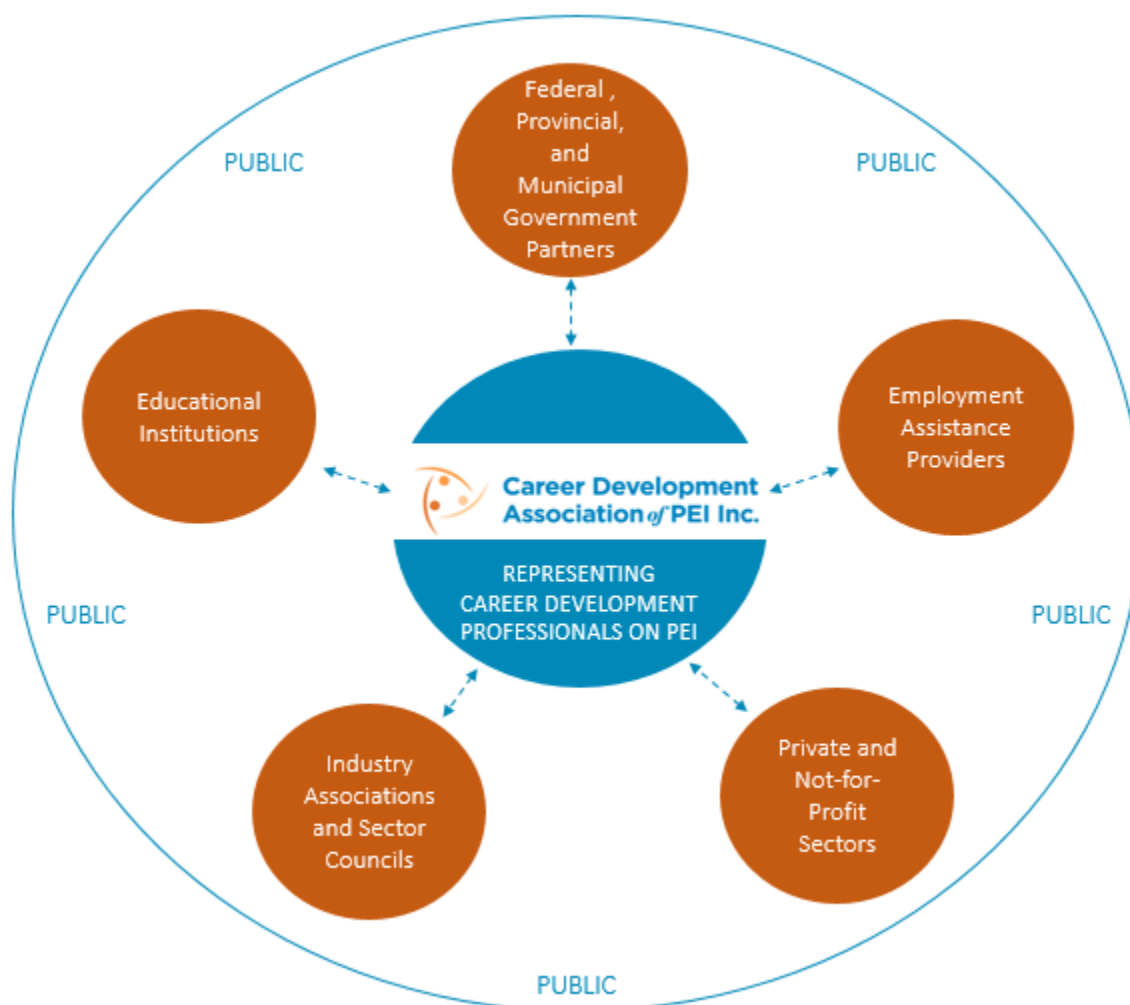 Federal ,
Provincial,
and
Municipal
Government
Partners
PUBLIC
PUBLIC
Educational
Institutions
Employment
Assistance
Providers
Career Development
Association of PEI Inc.
REPRESENTING
CAREER DEVELOPMENT
PROFESSIONALS ON PEI
PUBLIC
PUBLIC
Industry
Associations
and Sector
Councils
Private and
Not-for-
Profit
Sectors
PUBLIC